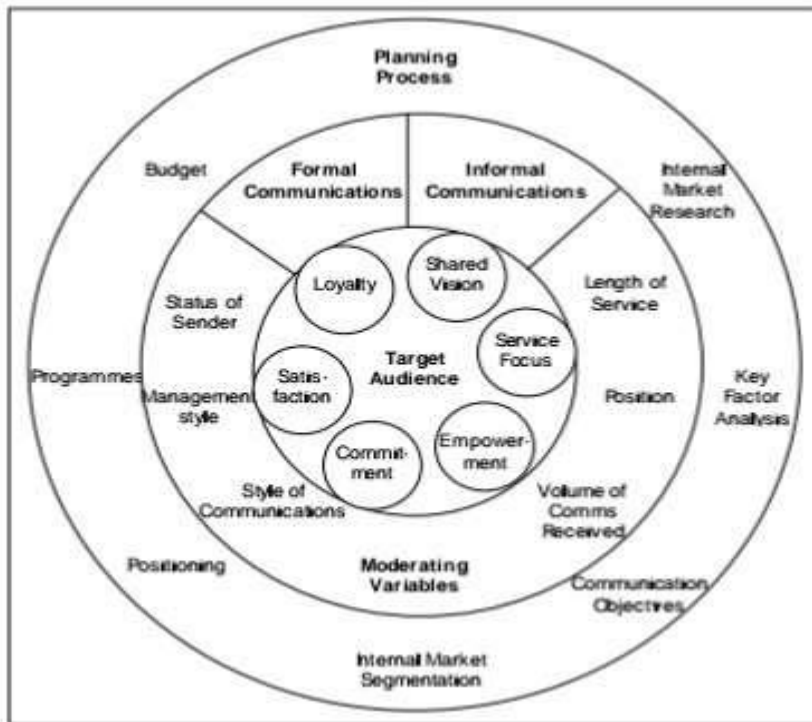 Planning
Process
Budget
Formal
Communications
Informal
Communications
Internal
Market
Research
Loyality
Shared
Vision
Length of
Service
Status of
Sender
Service
Focus
Target
Audience
Programmes
Management
style
Satis-
faction
Position
Key
Factor
Analysis
Commit-
ment
Empower-
ment
Style of
Communications
Volume of
Comms
Received
Positioning
Moderating
Variables
Communication
Objectives
Internal Market
Segmentation